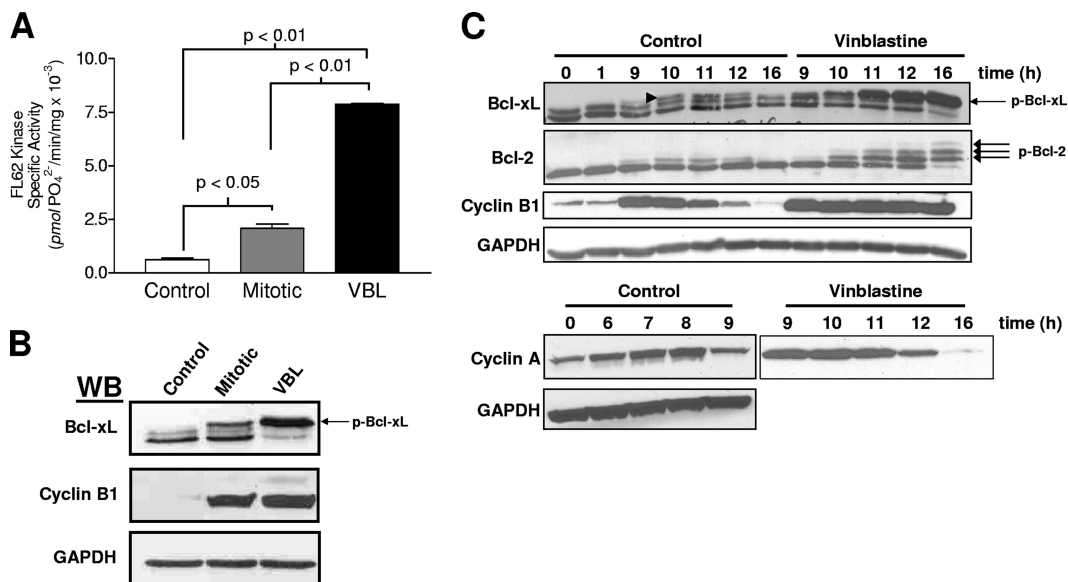 A
FL62 Kinase
Specific Activity
(pmol PO₄²⁻/min/mg x 10⁻³)
10.0
7.5
5.0
2.5
0.0
p < 0.01
p < 0.01
p < 0.05
Control Mitotic VBL
B
WB
Control Mitotic VBL
Bcl-xL
p-Bcl-xL
Cyclin B1
GAPDH
C
Control Vinblastine
0 1 9 10 11 12 16 9 10 11 12 16 time (h)
Bcl-xL
p-Bcl-xL
Bcl-2
p-Bcl-2
Cyclin B1
GAPDH
Control Vinblastine
0 6 7 8 9 9 10 11 12 16 time (h)
Cyclin A
GAPDH